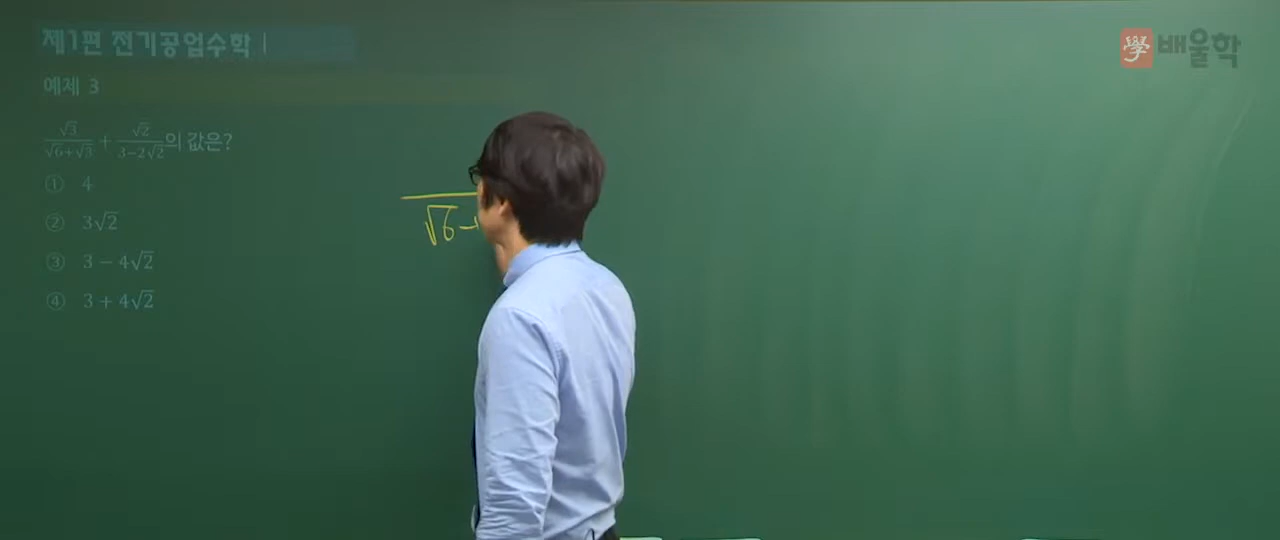 제1편 전기공업수학
學 배울학
예제 3
√3/(√6+√3) + √2/(3−2√2) 의 값은?
① 4
② 3√2
③ 3 − 4√2
④ 3 + 4√2
√6